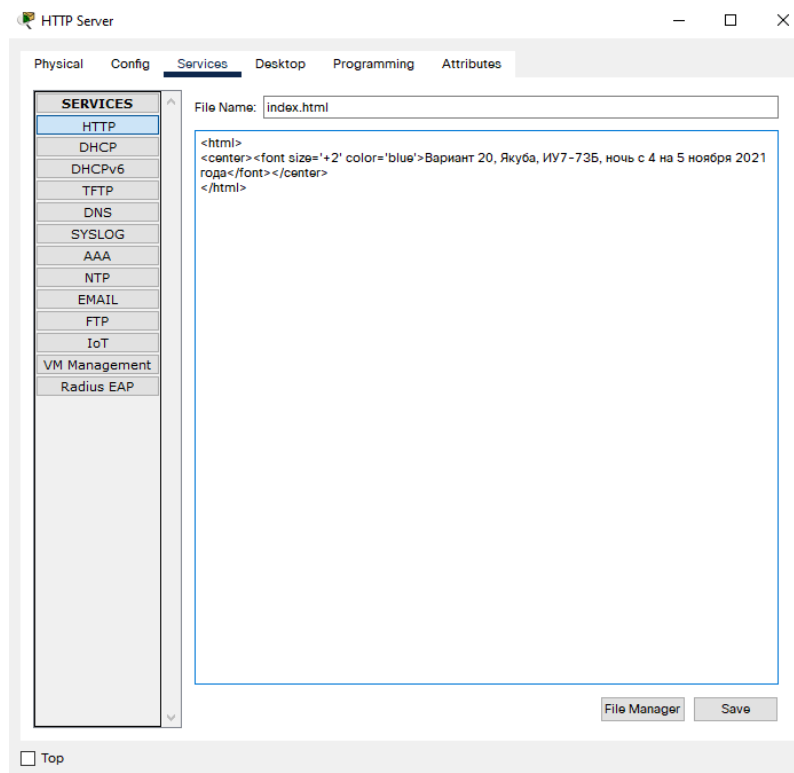 HTTP Server
Physical Config Services Desktop Programming Attributes
SERVICES
HTTP
DHCP
DHCPv6
TFTP
DNS
SYSLOG
AAA
NTP
EMAIL
FTP
IoT
VM Management
Radius EAP
File Name: index.html
<html>
<center><font size='+2' color='blue'>Вариант 20, Якуба, ИУ7-73Б, ночь с 4 на 5 ноября 2021
года</font></center>
</html>
File Manager Save
Top